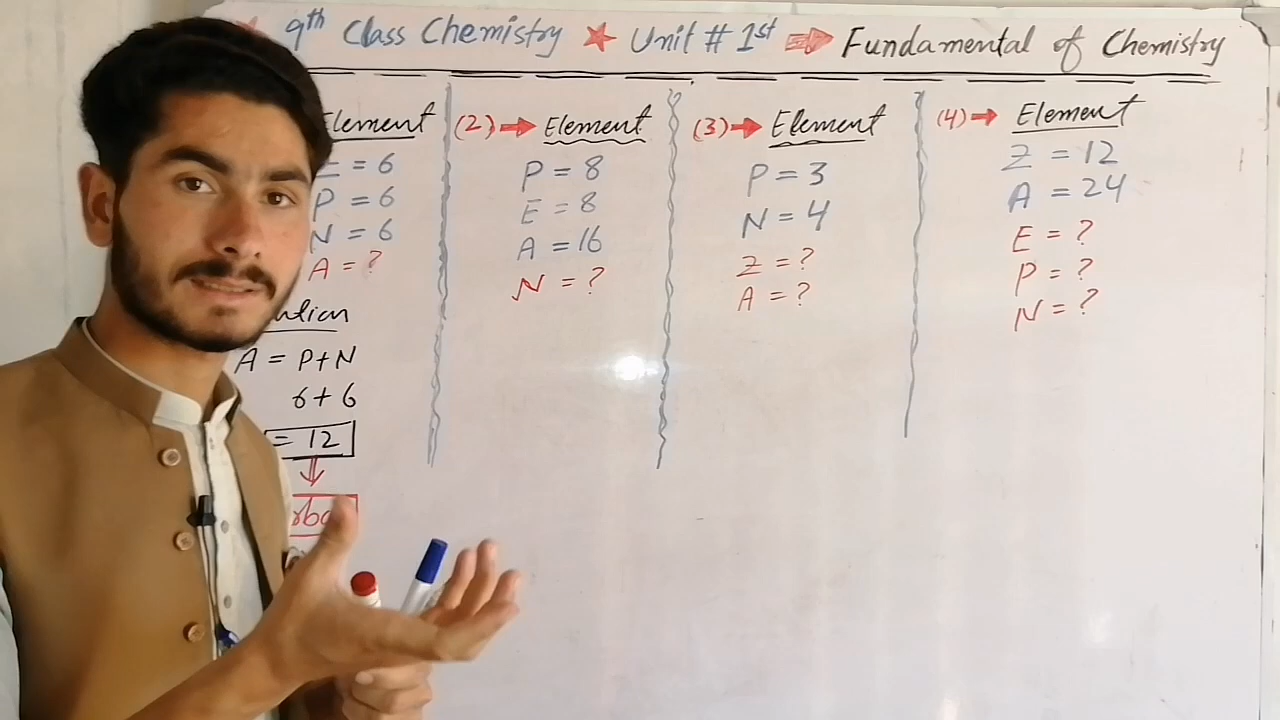 9th Class Chemistry ★ Unit # 1st ➡ Fundamental of Chemistry
Element
Z = 6
P = 6
N = 6
A = ?
A = P+N
6+6
= 12
(2)➡ Element
P = 8
E = 8
A = 16
N = ?
(3)➡ Element
P = 3
N = 4
Z = ?
A = ?
(4)➡ Element
Z = 12
A = 24
E = ?
P = ?
N = ?